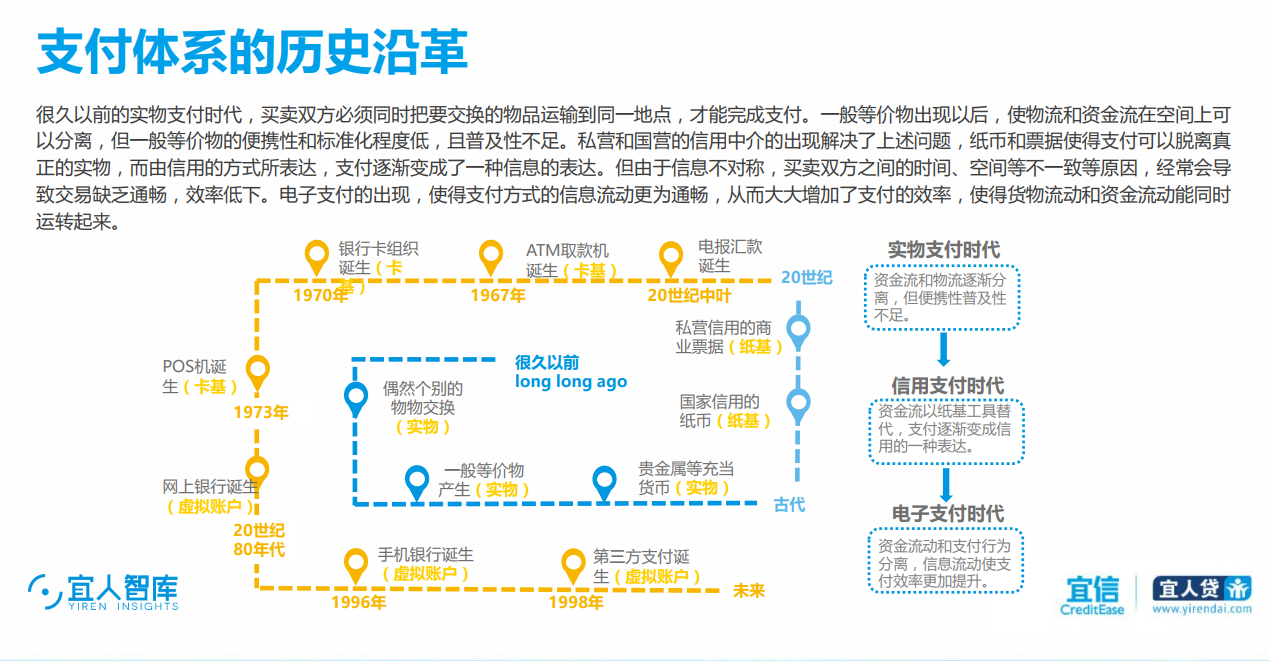 支付体系的历史沿革
很久以前的实物支付时代，买卖双方必须同时把要交换的物品运输到同一地点，才能完成支付。一般等价物出现以后，使物流和资金流在空间上可
以分离，但一般等价物的便携性和标准化程度低，且普及性不足。私营和国营的信用中介的出现解决了上述问题，纸币和票据使得支付可以脱离真
正的实物，而由信用的方式所表达，支付逐渐变成了一种信息的表达。但由于信息不对称，买卖双方之间的时间、空间等不一致等原因，经常会导
致交易缺乏通畅，效率低下。电子支付的出现，使得支付方式的信息流动更为通畅，从而大大增加了支付的效率，使得货物流动和资金流动能同时
运转起来。
银行卡组织
诞生（卡
基）
1970年
ATM取款机
诞生（卡基）
1967年
电报汇款
诞生
20世纪中叶
20世纪
私营信用的商
业票据（纸基）
国家信用的
纸币（纸基）
古代
很久以前
long long ago
偶然个别的
物物交换
（实物）
一般等价物
产生（实物）
贵金属等充当
货币（实物）
POS机诞
生（卡基）
1973年
网上银行诞生
（虚拟账户）
20世纪
80年代
手机银行诞生
（虚拟账户）
1996年
第三方支付诞
生（虚拟账户）
1998年
未来
实物支付时代
资金流和物流逐渐分
离，但便携性普及性
不足。
信用支付时代
资金流以纸基工具替
代，支付逐渐变成信
用的一种表达。
电子支付时代
资金流动和支付行为
分离，信息流动使支
付效率更加提升。
宜人智库
YIREN INSIGHTS
宜信
CreditEase
宜人贷
www.yirendai.com